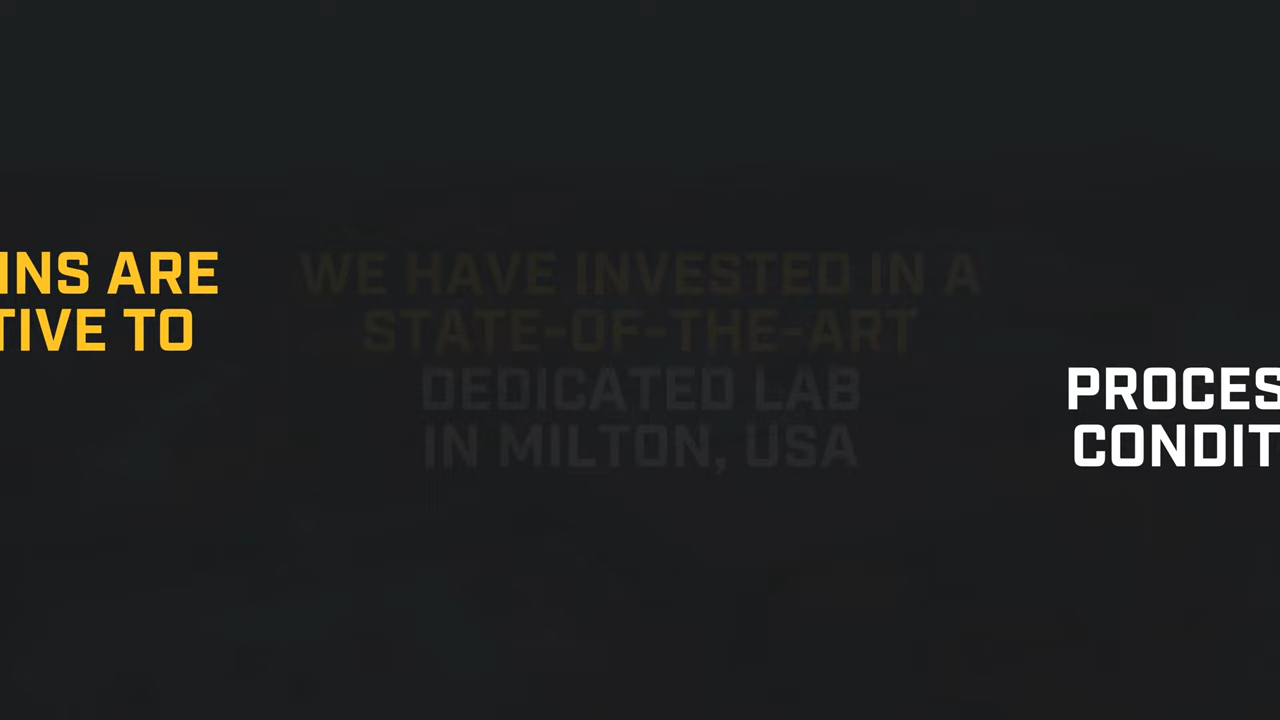 INS ARE
TIVE TO
WE HAVE INVESTED IN A
STATE-OF-THE-ART
DEDICATED LAB
IN MILTON, USA
PROCES
CONDIT